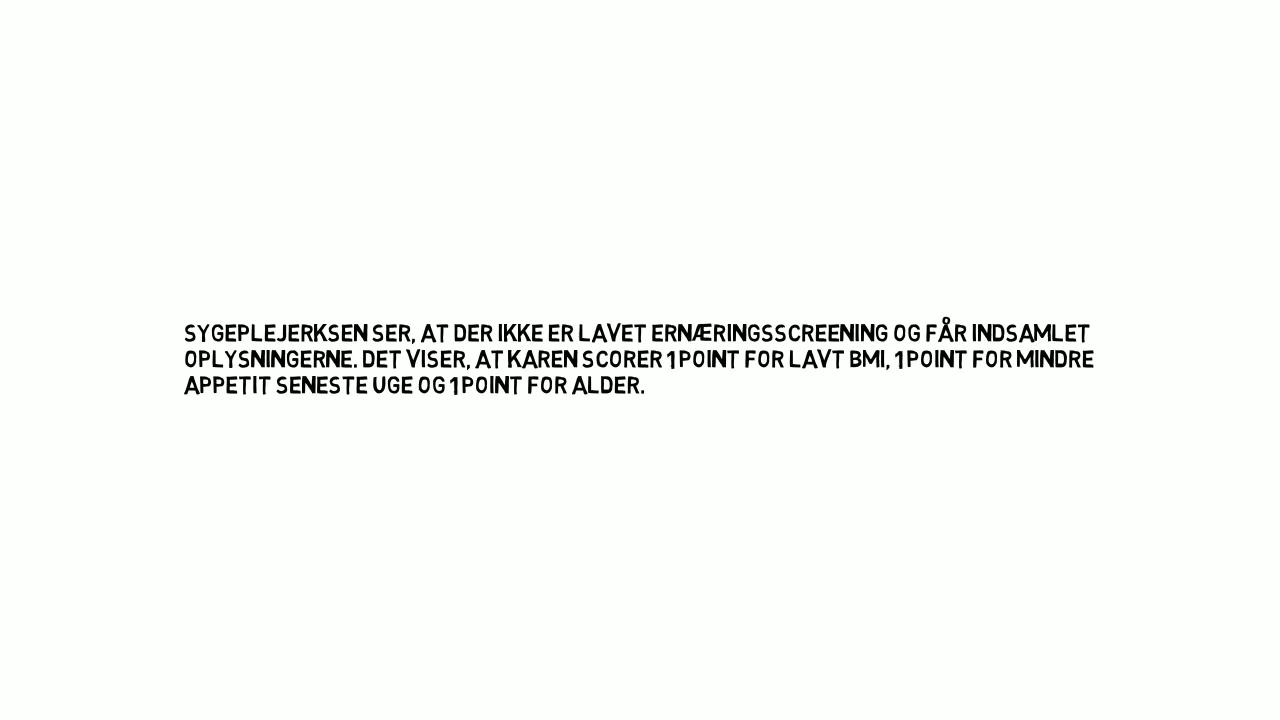 SYGEPLEJERKSEN SER, AT DER IKKE ER LAVET ERNÆRINGSSCREENING OG FÅR INDSAMLET
OPLYSNINGERNE. DET VISER, AT KAREN SCORER 1 POINT FOR LAVT BMI, 1 POINT FOR MINDRE
APPETIT SENESTE UGE OG 1 POINT FOR ALDER.